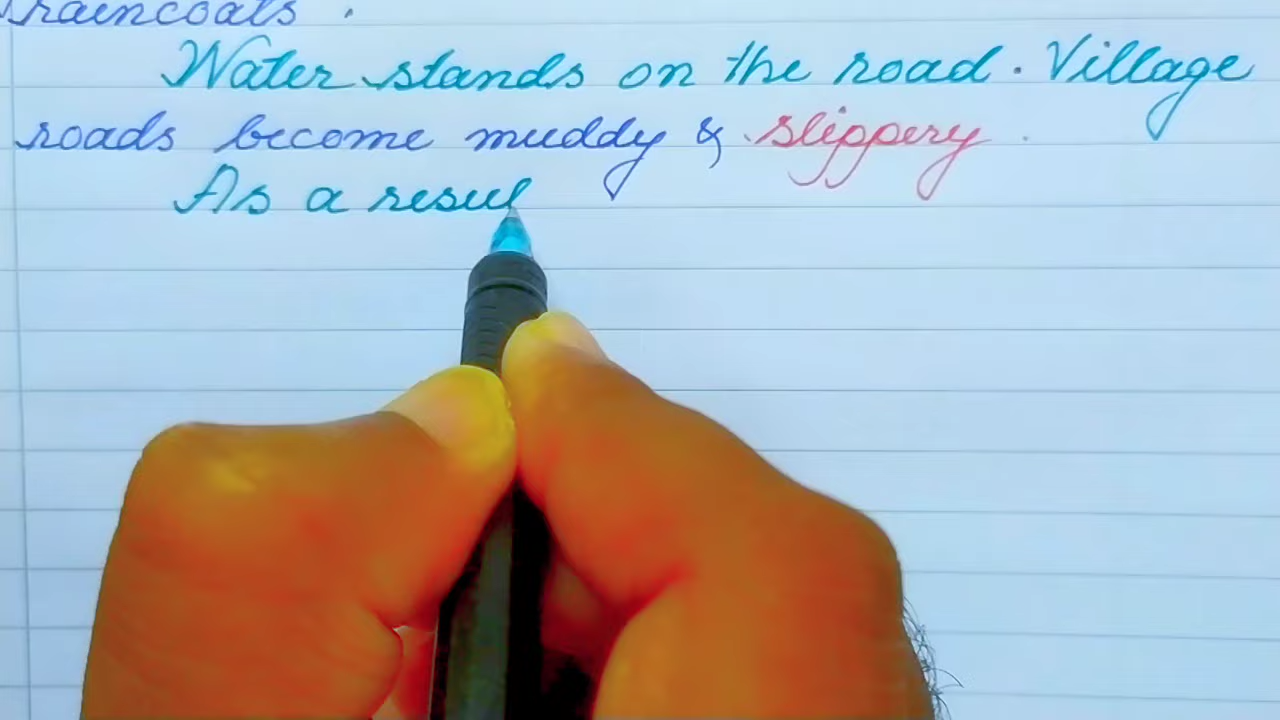 raincoats .
Water stands on the road. Village
roads become muddy & slippery .
As a resul